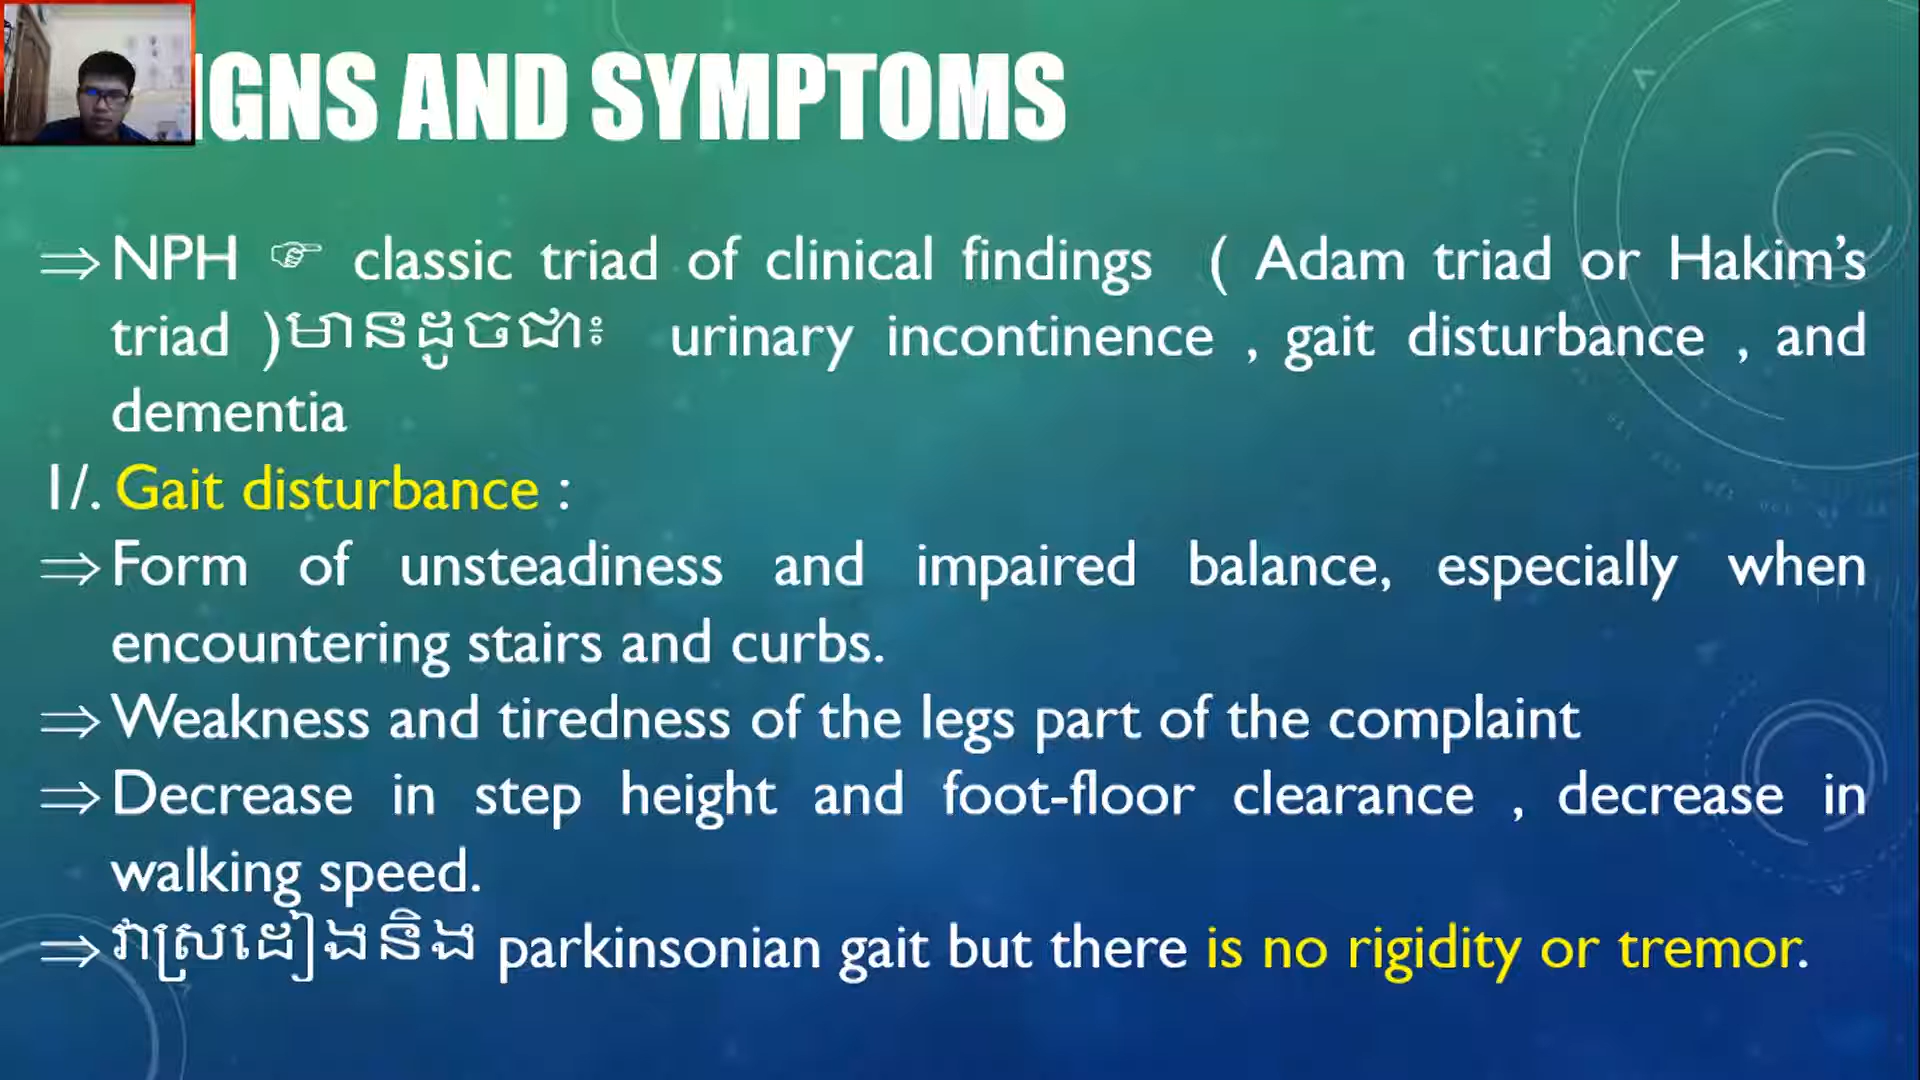 IGNS AND SYMPTOMS
⇒NPH ☞ classic triad of clinical findings ( Adam triad or Hakim’s
triad )មានដូចជាៈ urinary incontinence , gait disturbance , and
dementia
1/. Gait disturbance :
⇒Form of unsteadiness and impaired balance, especially when
encountering stairs and curbs.
⇒Weakness and tiredness of the legs part of the complaint
⇒Decrease in step height and foot-floor clearance , decrease in
walking speed.
⇒វាស្រដៀងនិង parkinsonian gait but there is no rigidity or tremor.